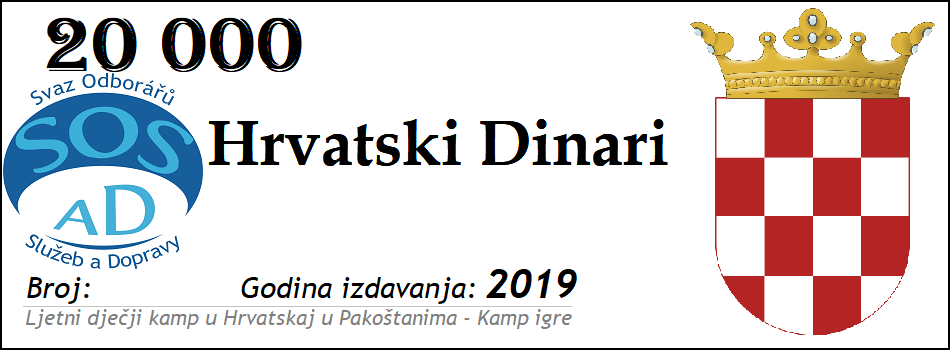 20 000
Svaz Odborářů
SOS
AD
Služeb a Dopravy
Hrvatski Dinari
Broj: Godina izdavanja: 2019
Ljetni dječji kamp u Hrvatskaj u Pakoštanima - Kamp igre